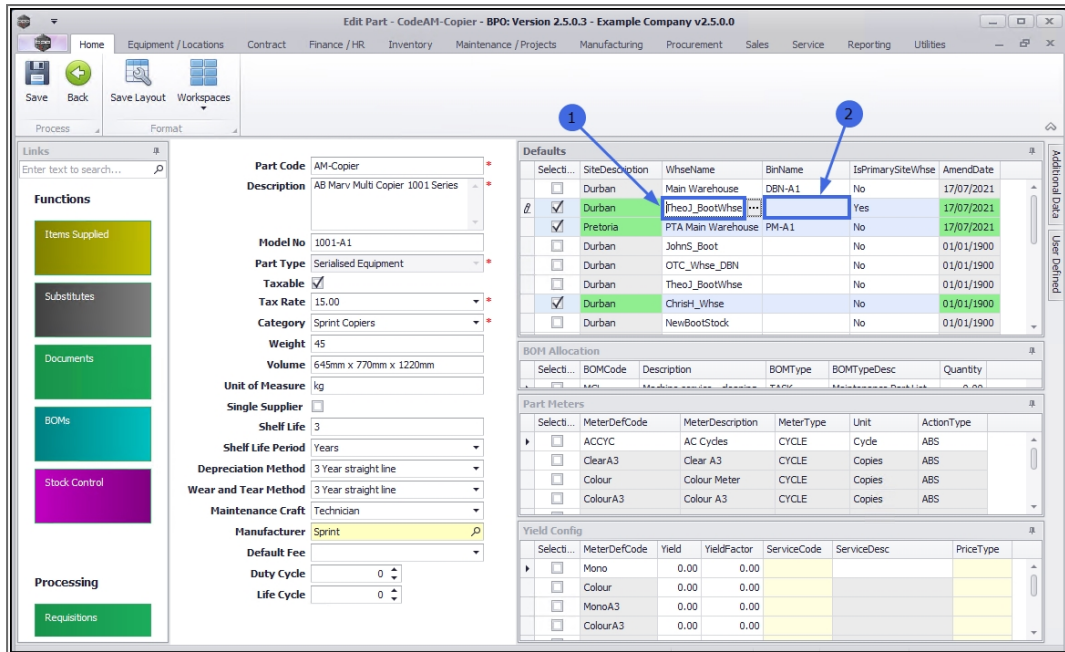 Edit Part - CodeAM-Copier - BPO: Version 2.5.0.3 - Example Company v2.5.0.0
Home Equipment / Locations Contract Finance / HR Inventory Maintenance / Projects Manufacturing Procurement Sales Service Reporting Utilities
Save Back Save Layout Workspaces
Process Format
1 2
Links
Enter text to search...
Functions
Items Supplied
Substitutes
Documents
BOMs
Stock Control
Processing
Requisitions
Part Code AM-Copier *
Description AB Marv Multi Copier 1001 Series *
Model No 1001-A1
Part Type Serialised Equipment *
Taxable
Tax Rate 15.00 *
Category Sprint Copiers *
Weight 45
Volume 645mm x 770mm x 1220mm
Unit of Measure kg
Single Supplier
Shelf Life 3
Shelf Life Period Years
Depreciation Method 3 Year straight line
Wear and Tear Method 3 Year straight line
Maintenance Craft Technician
Manufacturer Sprint
Default Fee
Duty Cycle 0
Life Cycle 0
Defaults
Selecti... SiteDescription WhseName BinName IsPrimarySiteWhse AmendDate
Durban Main Warehouse DBN-A1 No 17/07/2021
Durban TheoJ_BootWhse ... Yes 17/07/2021
Pretoria PTA Main Warehouse PM-A1 No 17/07/2021
Durban JohnS_Boot No 01/01/1900
Durban OTC_Whse_DBN No 01/01/1900
Durban TheoJ_BootWhse No 01/01/1900
Durban ChrisH_Whse No 01/01/1900
Durban NewBootStock No 01/01/1900
BOM Allocation
Selecti... BOMCode Description BOMType BOMTypeDesc Quantity
Part Meters
Selecti... MeterDefCode MeterDescription MeterType Unit ActionType
ACCYC AC Cycles CYCLE Cycle ABS
ClearA3 Clear A3 CYCLE Copies ABS
Colour Colour Meter CYCLE Copies ABS
ColourA3 Colour A3 CYCLE Copies ABS
Yield Config
Selecti... MeterDefCode Yield YieldFactor ServiceCode ServiceDesc PriceType
Mono 0.00 0.00
Colour 0.00 0.00
MonoA3 0.00 0.00
ColourA3 0.00 0.00
Additional Data
User Defined